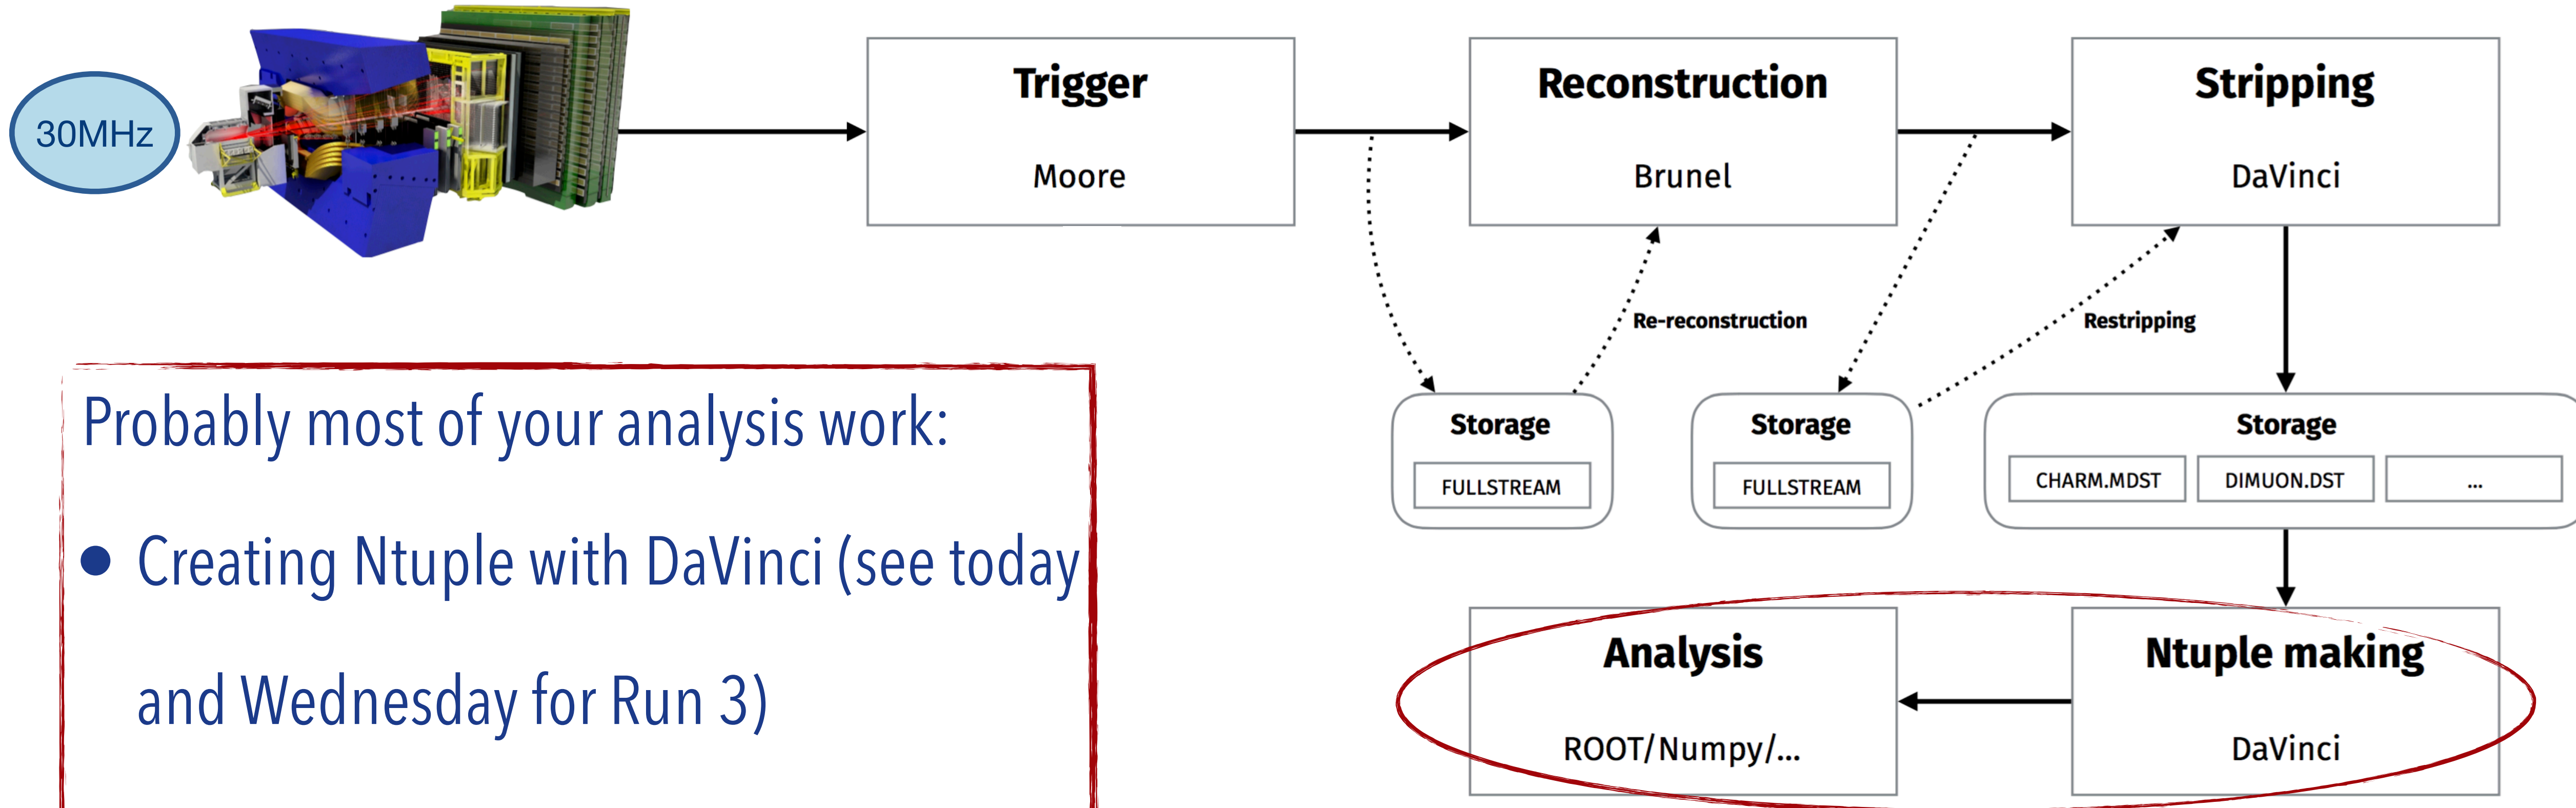 30MHz
Trigger
Moore
Reconstruction
Brunel
Stripping
DaVinci
Re-reconstruction
Restripping
Storage
FULLSTREAM
Storage
FULLSTREAM
Storage
CHARM.MDST
DIMUON.DST
...
Probably most of your analysis work:
• Creating Ntuple with DaVinci (see today
and Wednesday for Run 3)
Analysis
ROOT/Numpy/...
Ntuple making
DaVinci